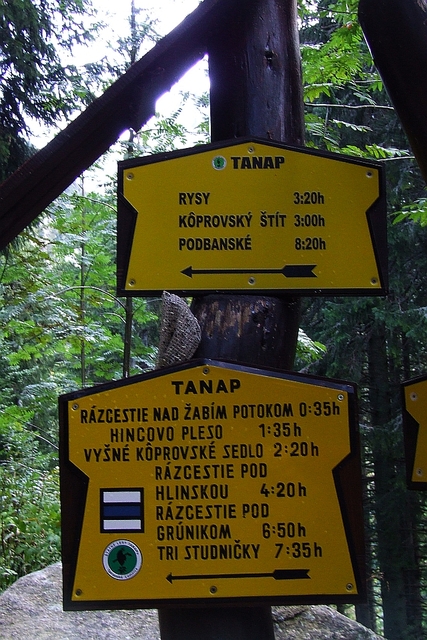 TANAP
RYSY 3:20h
KÔPROVSKÝ ŠTÍT 3:00h
PODBANSKÉ 8:20h
TANAP
RÁZCESTIE NAD ŽABÍM POTOKOM 0:35h
HINCOVO PLESO 1:35h
VYŠNÉ KÔPROVSKÉ SEDLO 2:20h
RÁZCESTIE POD
HLINSKOU 4:20h
RÁZCESTIE POD
GRÚNIKOM 6:50h
TRI STUDNIČKY 7:35h